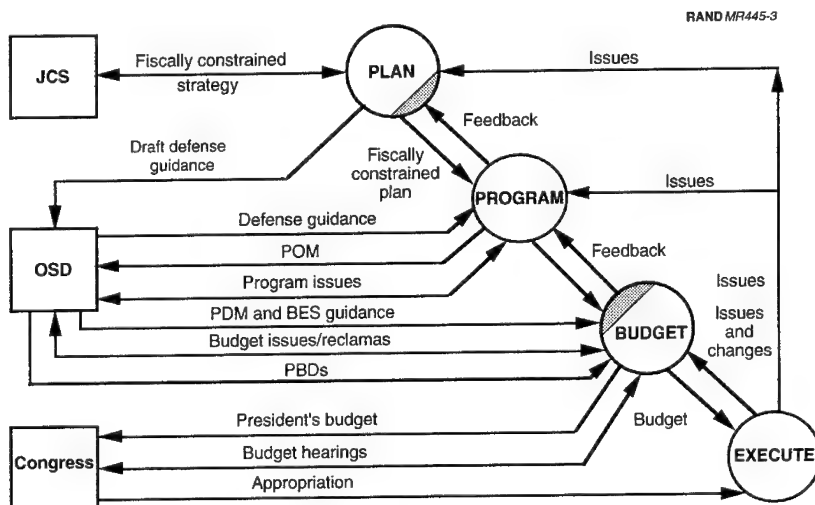 RAND MR445-3
JCS
Fiscally constrained
strategy
PLAN
Issues
Feedback
Draft defense
guidance
Fiscally
constrained
plan
PROGRAM
Issues
Defense guidance
OSD
POM
Program issues
Feedback
PDM and BES guidance
Budget issues/reclamas
PBDs
BUDGET
Issues
Issues
and
changes
President's budget
Congress
Budget hearings
Appropriation
Budget
EXECUTE